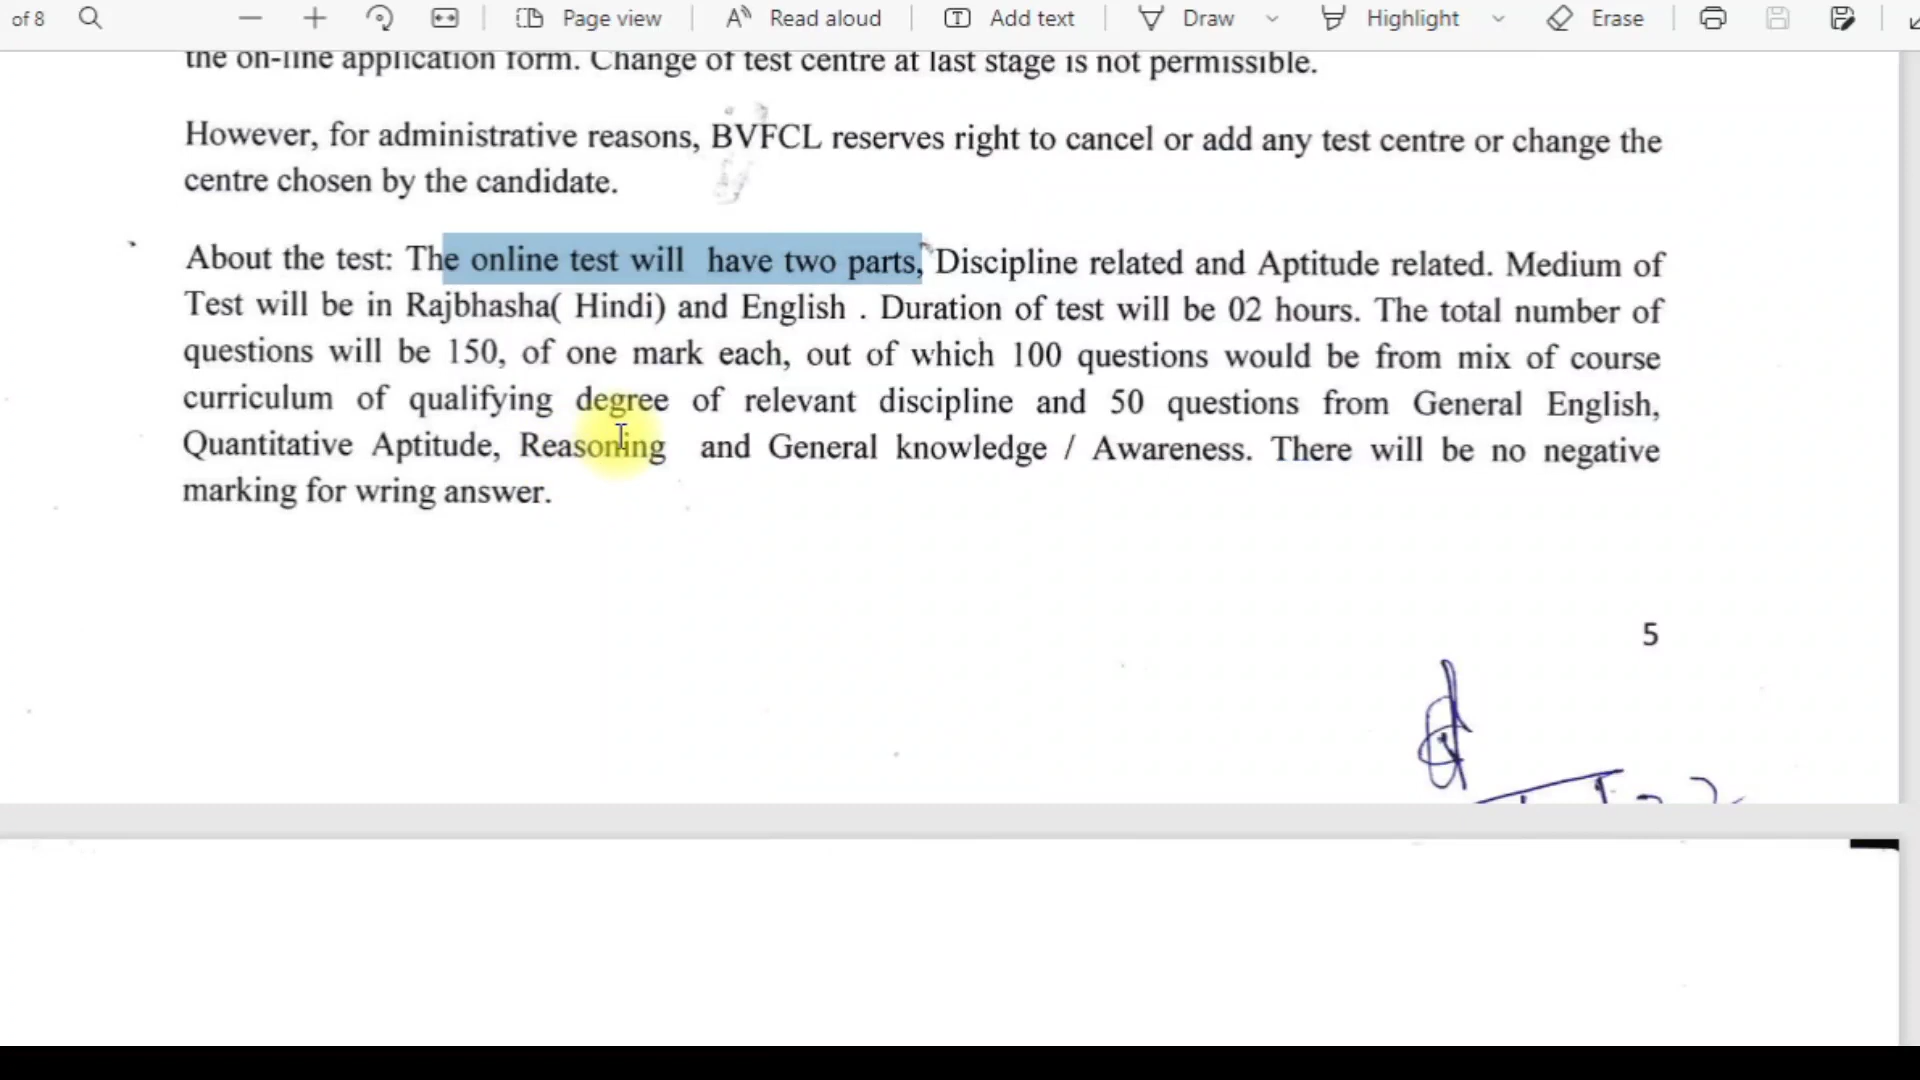 of 8 Page view Read aloud Add text Draw Highlight Erase
the on-line application form. Change of test centre at last stage is not permissible.
However, for administrative reasons, BVFCL reserves right to cancel or add any test centre or change the
centre chosen by the candidate.
About the test: The online test will have two parts, Discipline related and Aptitude related. Medium of
Test will be in Rajbhasha( Hindi) and English . Duration of test will be 02 hours. The total number of
questions will be 150, of one mark each, out of which 100 questions would be from mix of course
curriculum of qualifying degree of relevant discipline and 50 questions from General English,
Quantitative Aptitude, Reasoning and General knowledge / Awareness. There will be no negative
marking for wring answer.
5